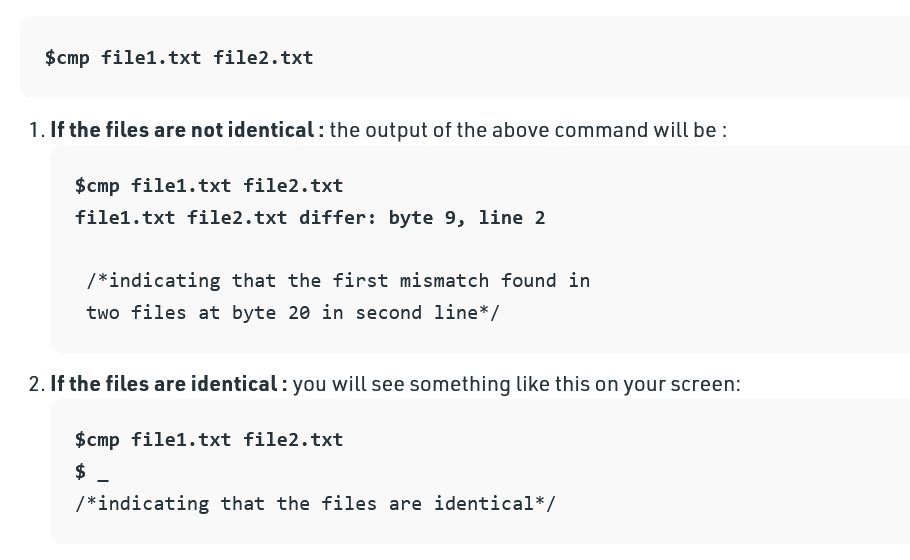 $cmp file1.txt file2.txt
1. If the files are not identical : the output of the above command will be :
$cmp file1.txt file2.txt
file1.txt file2.txt differ: byte 9, line 2
/*indicating that the first mismatch found in
two files at byte 20 in second line*/
2. If the files are identical : you will see something like this on your screen:
$cmp file1.txt file2.txt
$ _
/*indicating that the files are identical*/